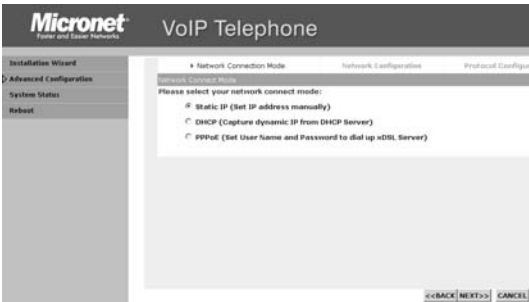 Micronet
Faster and Easier Networks
VoIP Telephone
Installation Wizard
Advanced Configuration
System Status
Reboot
Network Connection Mode Network Configuration Protocol Configu
Network Connect Mode
Please select your network connect mode:
Static IP (Set IP address manually)
DHCP (Capture dynamic IP from DHCP Server)
PPPoE (Set User Name and Password to dial up xDSL Server)
<<BACK NEXT>> CANCEL